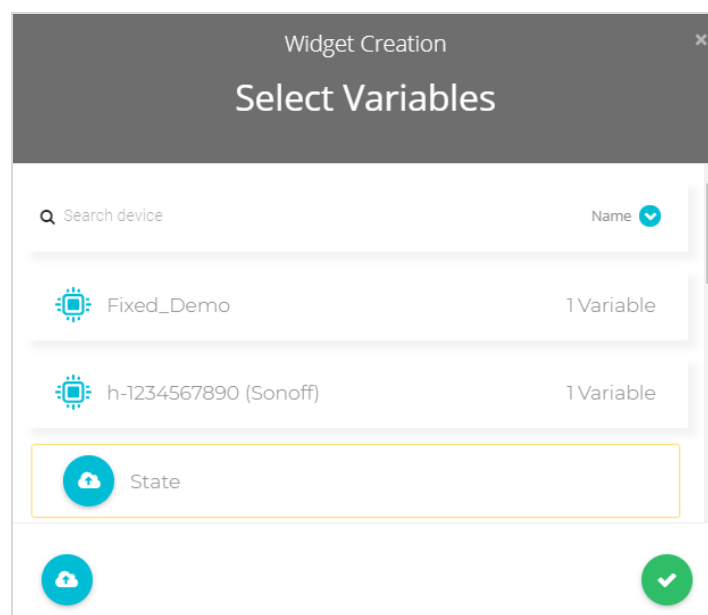 Widget Creation
×
Select Variables
Search device
Name
Fixed_Demo
1 Variable
h-1234567890 (Sonoff)
1 Variable
State